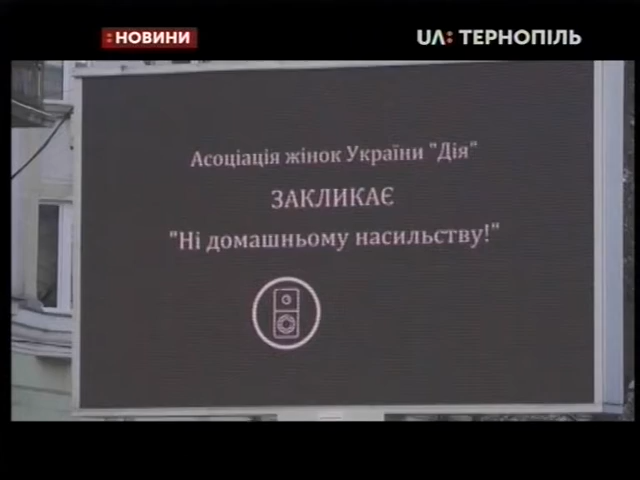 :НОВИНИ
UA: ТЕРНОПІЛЬ
Асоціація жінок України "Дія"
ЗАКЛИКАЄ
"Ні домашньому насильству!"